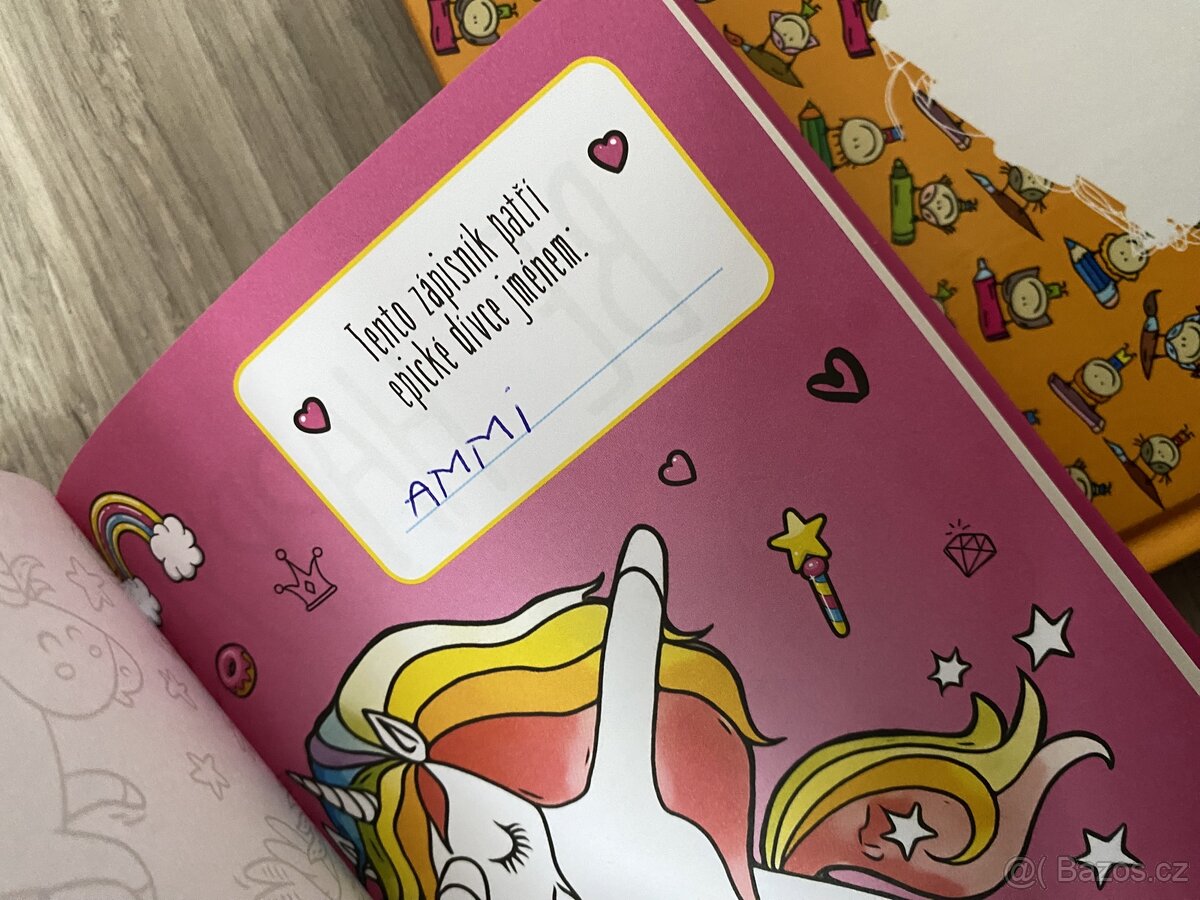 Tento zápisník patří
epické dívce jménem:
AMMi
@( Bazos.cz